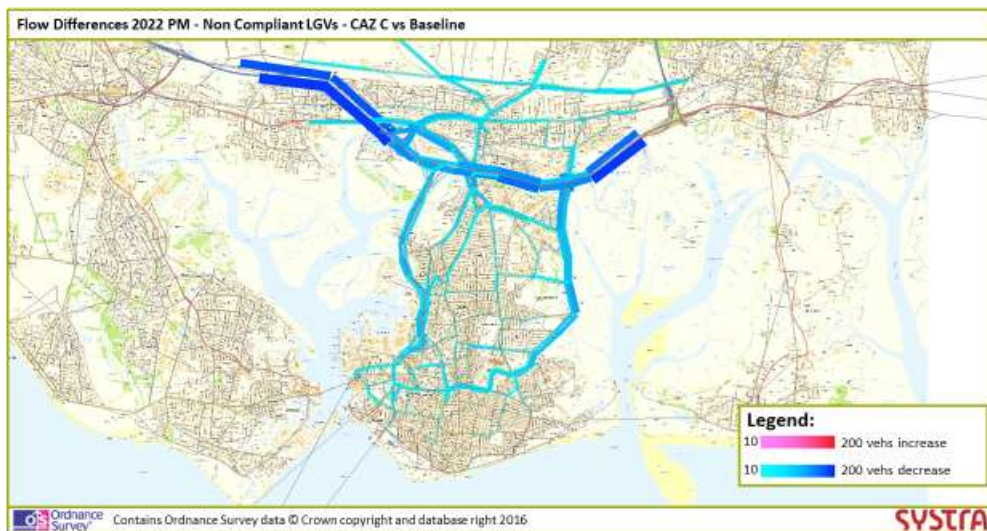 Flow Differences 2022 PM - Non Compliant LGVs - CAZ C vs Baseline
Legend:
10 200 vehs increase
10 200 vehs decrease
os Ordnance Survey
Contains Ordnance Survey data © Crown copyright and database right 2016
SYSTRA